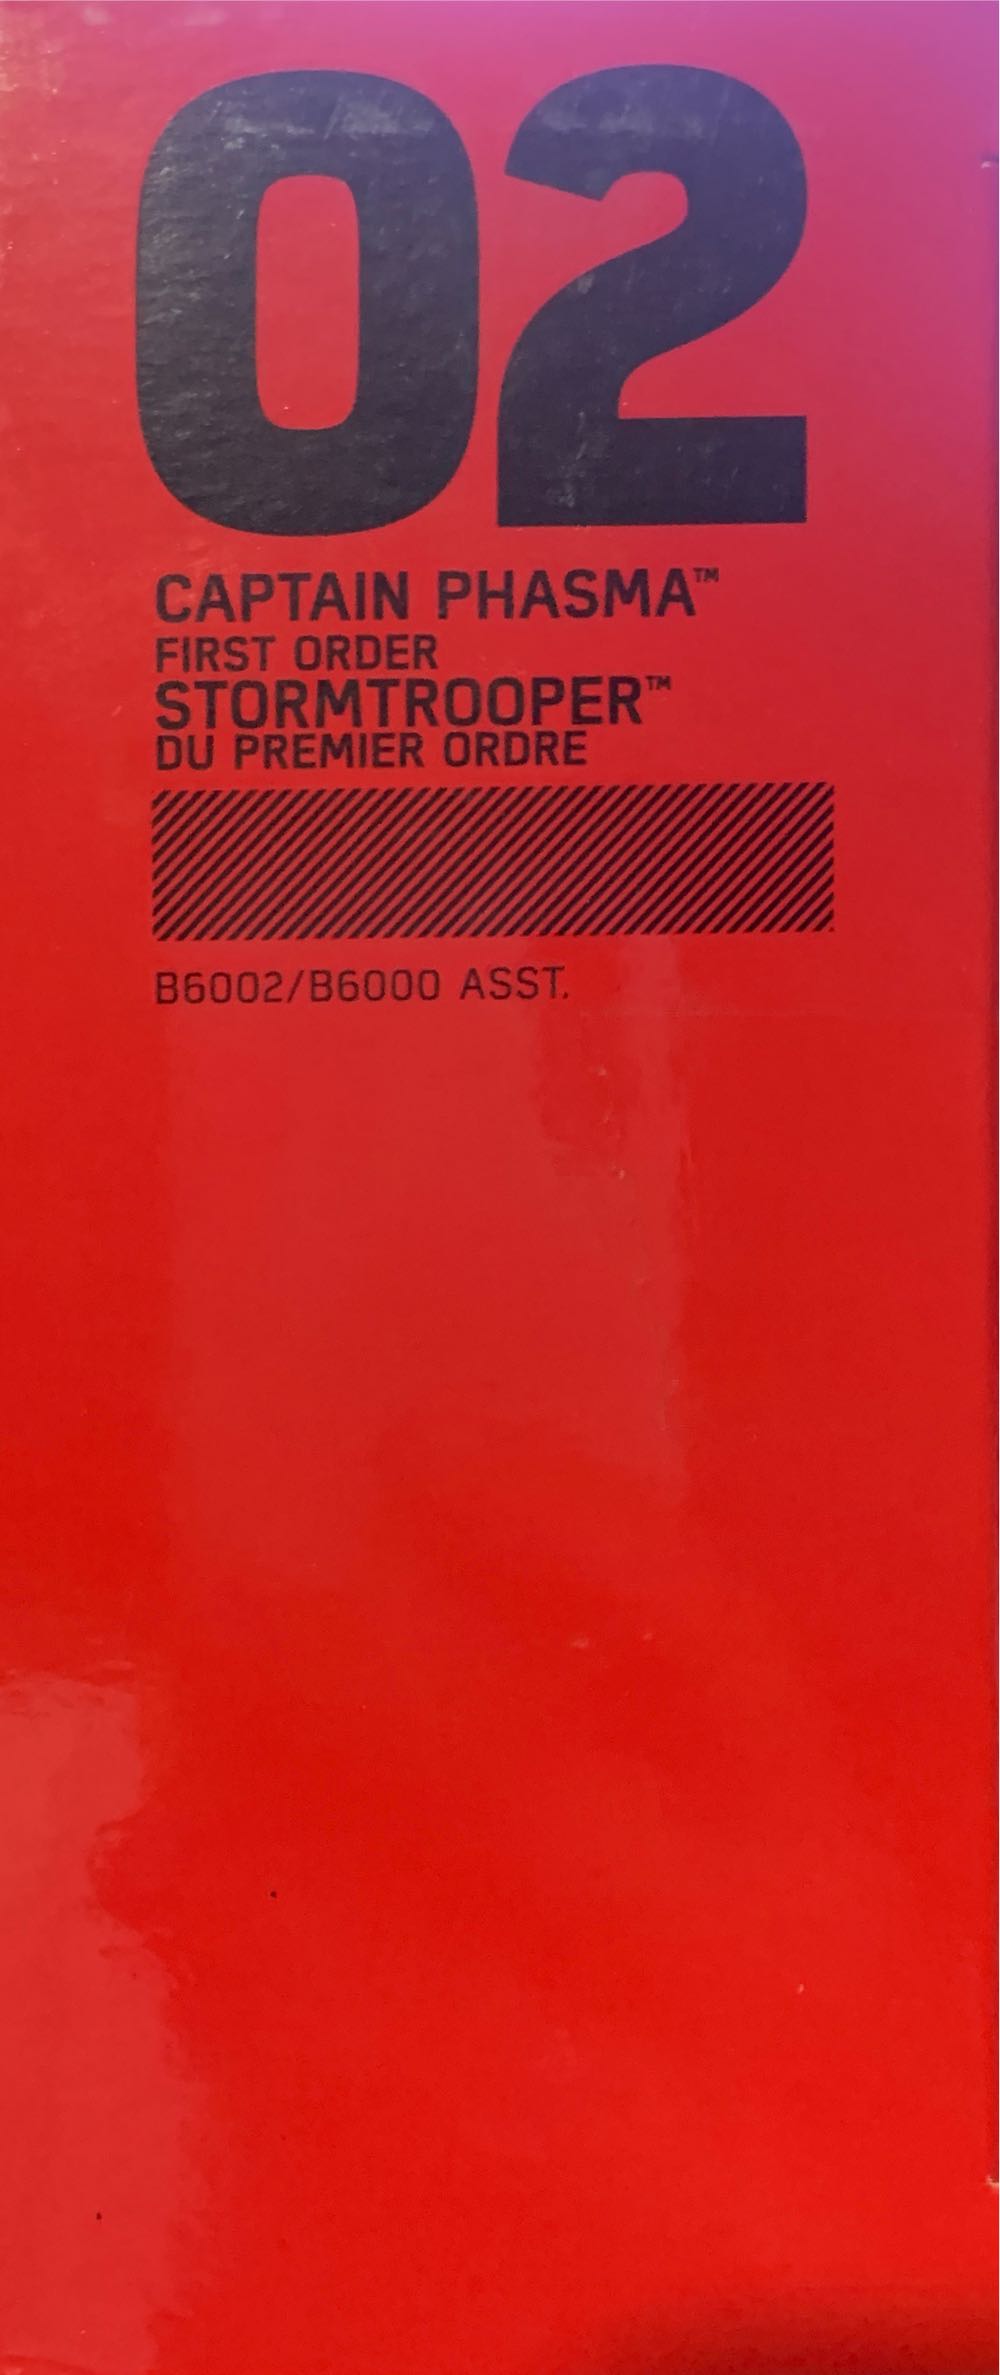 02
CAPTAIN PHASMA™
FIRST ORDER
STORMTROOPER™
DU PREMIER ORDRE
B6002/B6000 ASST.